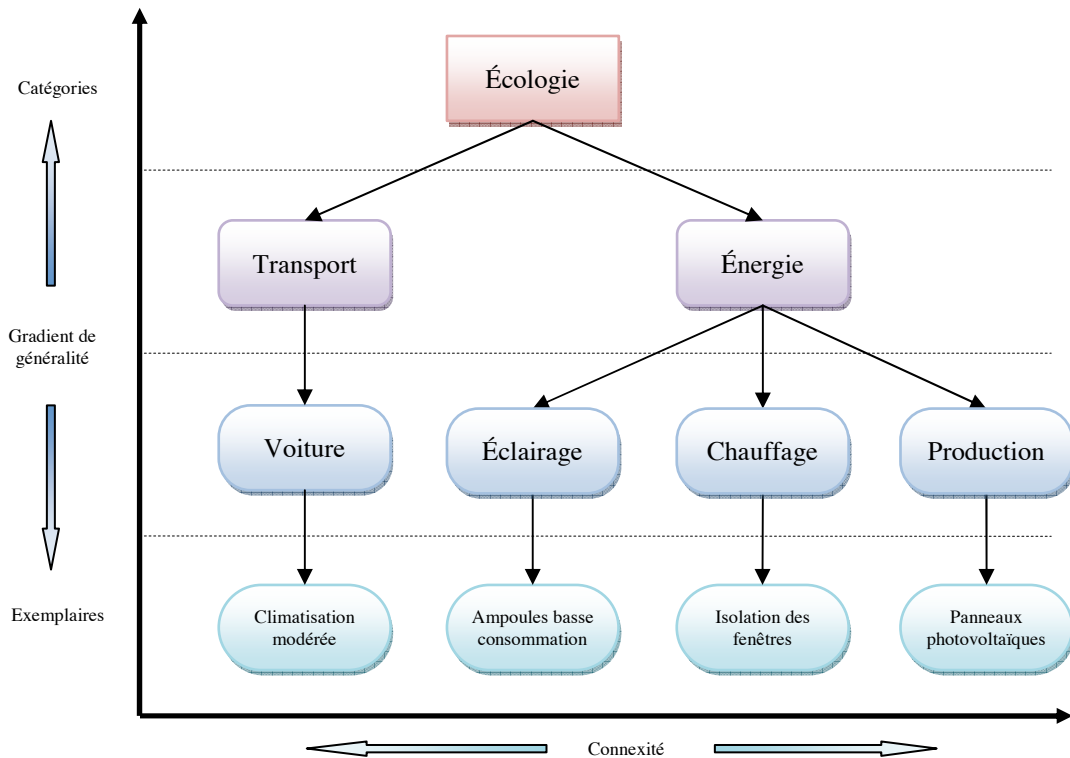 Écologie
Catégories
Transport
Énergie
Gradient de
généralité
Voiture
Éclairage
Chauffage
Production
Exemplaires
Climatisation
modérée
Ampoules basse
consommation
Isolation des
fenêtres
Panneaux
photovoltaïques
Connexité